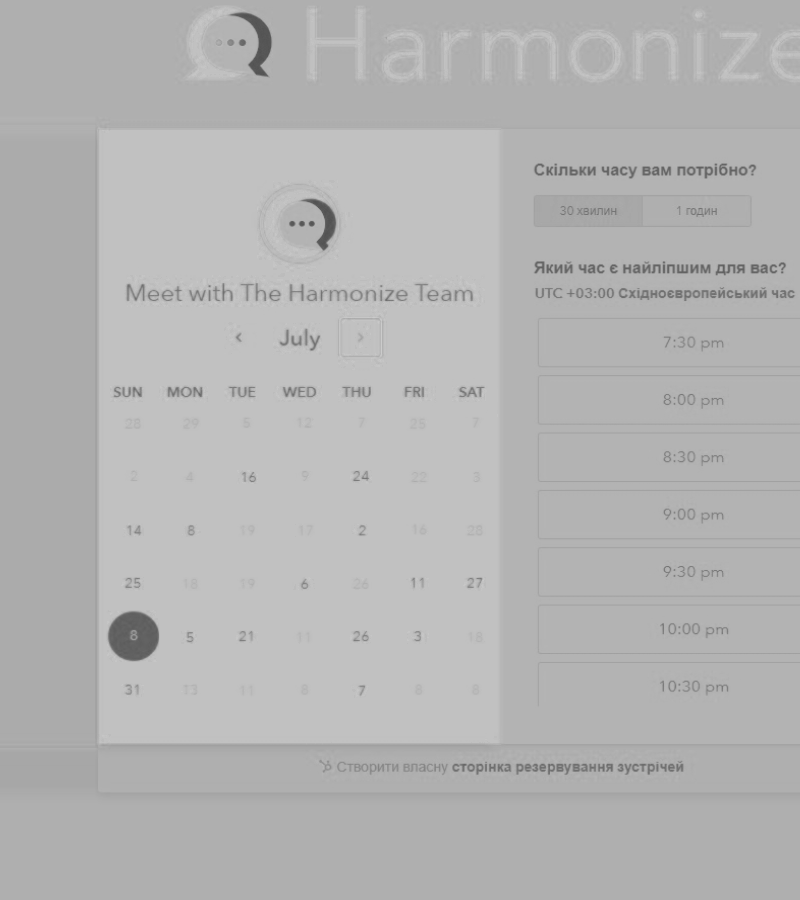 Harmonize
Meet with The Harmonize Team
July
SUN MON TUE WED THU FRI SAT
28 29 5 12 7 25 7
2 4 16 9 24 22 3
14 8 19 17 2 16 28
25 18 19 6 26 11 27
8 5 21 11 26 3 18
31 13 11 8 7 8 8
Скільки часу вам потрібно?
30 хвилин 1 годин
Який час є найліпшим для вас?
UTC +03:00 Східноєвропейський час
7:30 pm
8:00 pm
8:30 pm
9:00 pm
9:30 pm
10:00 pm
10:30 pm
Створити власну сторінка резервування зустрічей